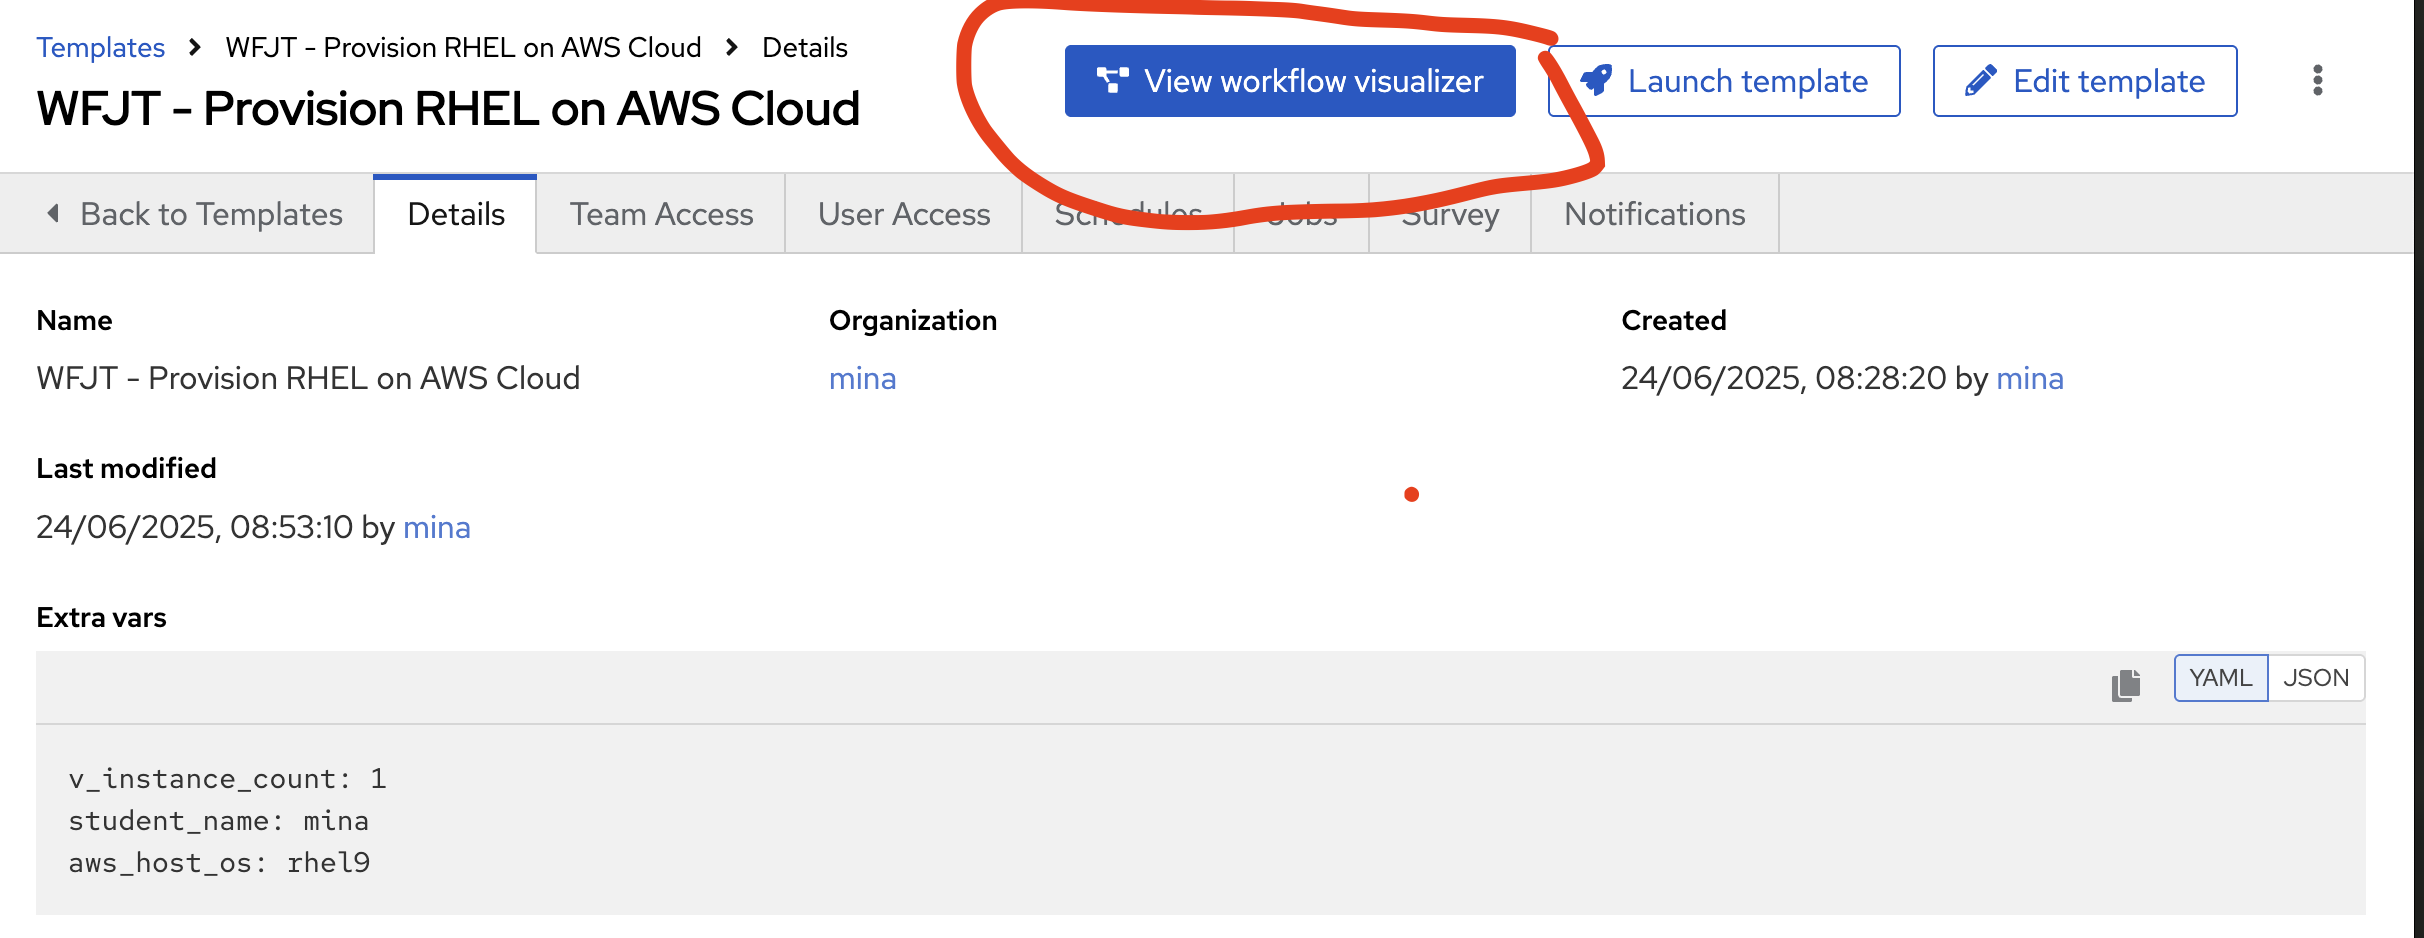 Templates > WFJT - Provision RHEL on AWS Cloud > Details
WFJT - Provision RHEL on AWS Cloud
View workflow visualizer
Launch template
Edit template
Back to Templates
Details
Team Access
User Access
Schedules
Jobs
Survey
Notifications
Name
WFJT - Provision RHEL on AWS Cloud
Organization
mina
Created
24/06/2025, 08:28:20 by mina
Last modified
24/06/2025, 08:53:10 by mina
Extra vars
YAML
JSON
v_instance_count: 1
student_name: mina
aws_host_os: rhel9